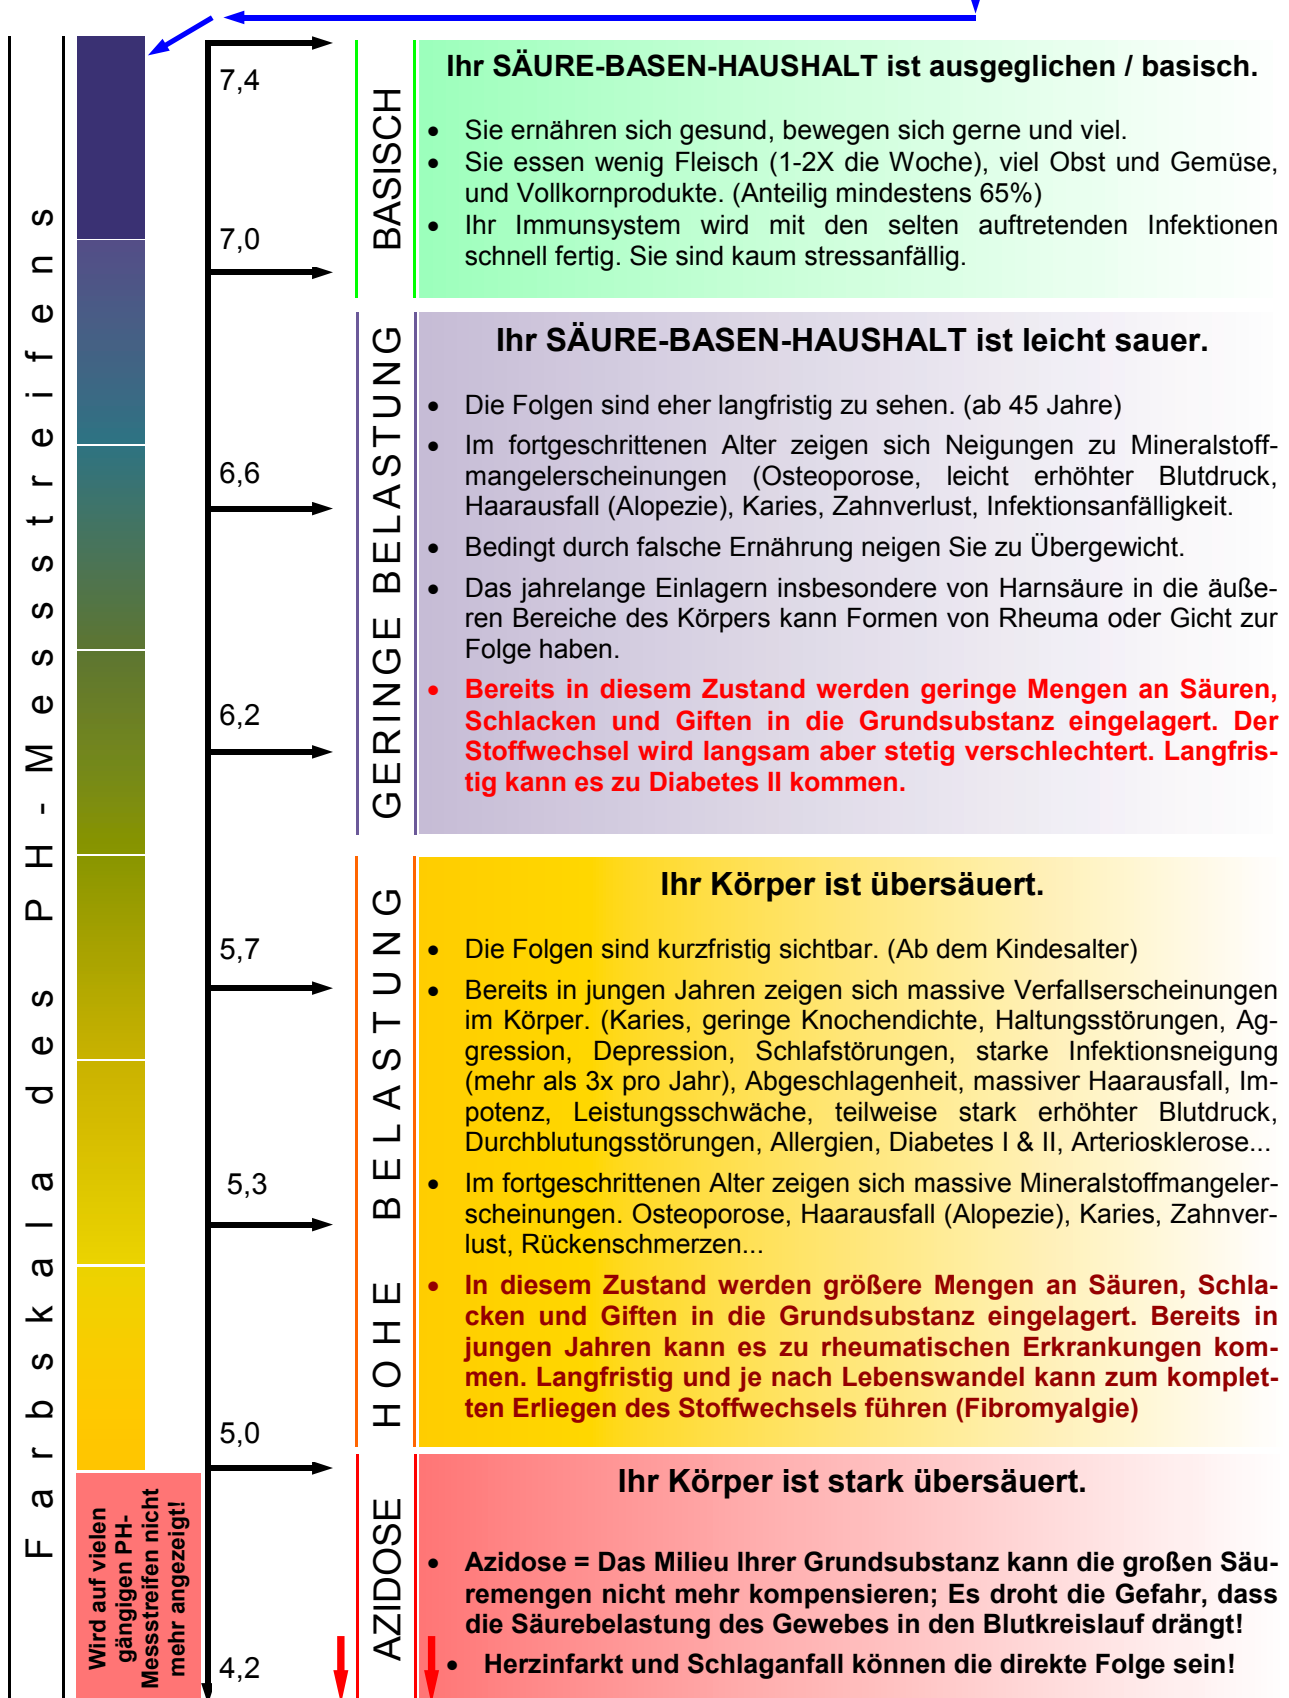 Farbskala des PH-Messstreifens
7,4
7,0
6,6
6,2
5,7
5,3
5,0
4,2
Wird auf vielen
gängigen PH-
Messstreifen nicht
mehr angezeigt!
BASISCH
Ihr SÄURE-BASEN-HAUSHALT ist ausgeglichen / basisch.
• Sie ernähren sich gesund, bewegen sich gerne und viel.
• Sie essen wenig Fleisch (1-2X die Woche), viel Obst und Gemüse,
und Vollkornprodukte. (Anteilig mindestens 65%)
• Ihr Immunsystem wird mit den selten auftretenden Infektionen
schnell fertig. Sie sind kaum stressanfällig.
GERINGE BELASTUNG
Ihr SÄURE-BASEN-HAUSHALT ist leicht sauer.
• Die Folgen sind eher langfristig zu sehen. (ab 45 Jahre)
• Im fortgeschrittenen Alter zeigen sich Neigungen zu Mineralstoff-
mangelerscheinungen (Osteoporose, leicht erhöhter Blutdruck,
Haarausfall (Alopezie), Karies, Zahnverlust, Infektionsanfälligkeit.
• Bedingt durch falsche Ernährung neigen Sie zu Übergewicht.
• Das jahrelange Einlagern insbesondere von Harnsäure in die äuße-
ren Bereiche des Körpers kann Formen von Rheuma oder Gicht zur
Folge haben.
• Bereits in diesem Zustand werden geringe Mengen an Säuren,
Schlacken und Giften in die Grundsubstanz eingelagert. Der
Stoffwechsel wird langsam aber stetig verschlechtert. Langfris-
tig kann es zu Diabetes II kommen.
HOHE BELASTUNG
Ihr Körper ist übersäuert.
• Die Folgen sind kurzfristig sichtbar. (Ab dem Kindesalter)
• Bereits in jungen Jahren zeigen sich massive Verfallserscheinungen
im Körper. (Karies, geringe Knochendichte, Haltungsstörungen, Ag-
gression, Depression, Schlafstörungen, starke Infektionsneigung
(mehr als 3x pro Jahr), Abgeschlagenheit, massiver Haarausfall, Im-
potenz, Leistungsschwäche, teilweise stark erhöhter Blutdruck,
Durchblutungsstörungen, Allergien, Diabetes I & II, Arteriosklerose...
• Im fortgeschrittenen Alter zeigen sich massive Mineralstoffmangeler-
scheinungen. Osteoporose, Haarausfall (Alopezie), Karies, Zahnver-
lust, Rückenschmerzen...
• In diesem Zustand werden größere Mengen an Säuren, Schla-
cken und Giften in die Grundsubstanz eingelagert. Bereits in
jungen Jahren kann es zu rheumatischen Erkrankungen kom-
men. Langfristig und je nach Lebenswandel kann zum komplet-
ten Erliegen des Stoffwechsels führen (Fibromyalgie)
AZIDOSE
Ihr Körper ist stark übersäuert.
• Azidose = Das Milieu Ihrer Grundsubstanz kann die großen Säu-
remengen nicht mehr kompensieren; Es droht die Gefahr, dass
die Säurebelastung des Gewebes in den Blutkreislauf drängt!
• Herzinfarkt und Schlaganfall können die direkte Folge sein!